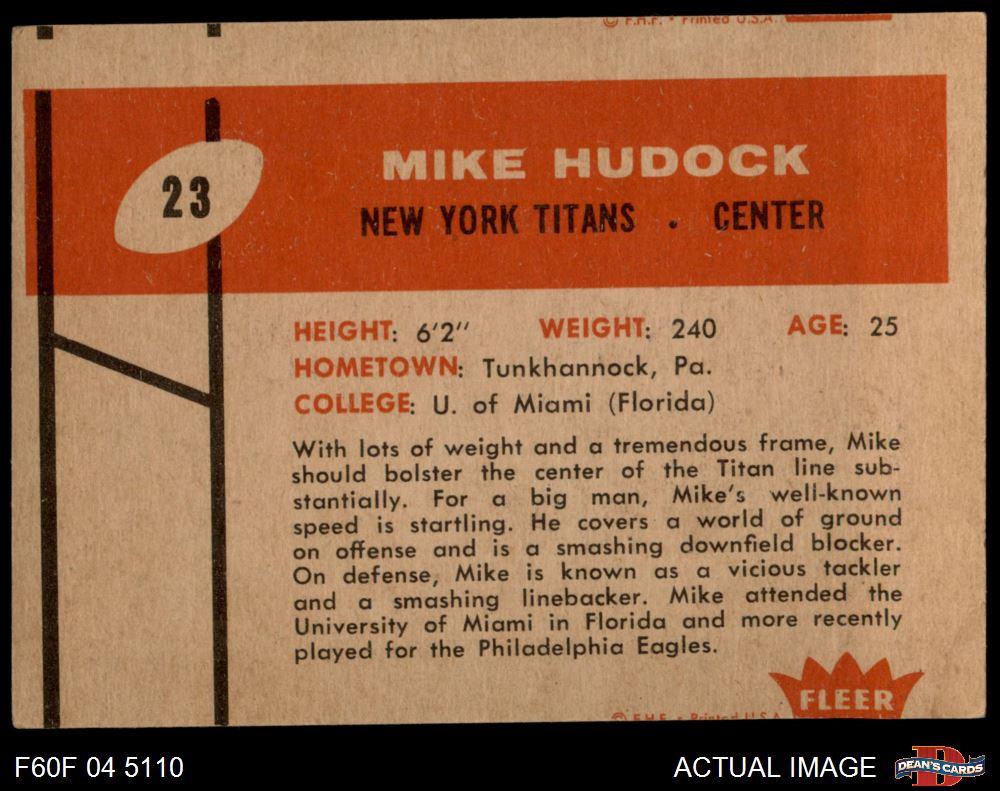 © F.H.F. • Printed U.S.A.
23
MIKE HUDOCK
NEW YORK TITANS . CENTER
HEIGHT: 6'2" WEIGHT: 240 AGE: 25
HOMETOWN: Tunkhannock, Pa.
COLLEGE: U. of Miami (Florida)
With lots of weight and a tremendous frame, Mike
should bolster the center of the Titan line sub-
stantially. For a big man, Mike's well-known
speed is startling. He covers a world of ground
on offense and is a smashing downfield blocker.
On defense, Mike is known as a vicious tackler
and a smashing linebacker. Mike attended the
University of Miami in Florida and more recently
played for the Philadelphia Eagles.
FLEER
© F.H.F. • Printed U.S.A.
F60F 04 5110
ACTUAL IMAGE
DEAN'S CARDS